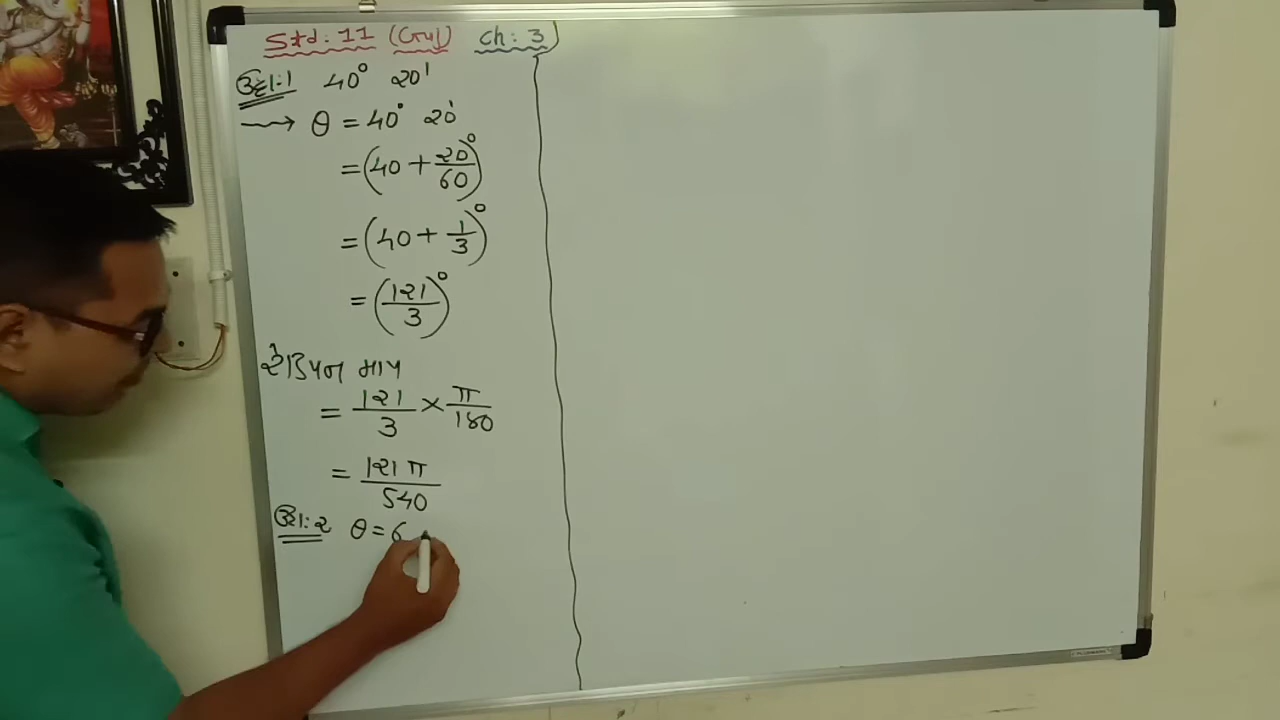 Std: 11 (Guj) Ch: 3
ઉદા:1 40° 20'
→ θ = 40° 20'
= (40 + 20/60)°
= (40 + 1/3)°
= (121/3)°
રેડિયન માપ
= 121/3 × π/180
= 121π/540
ઉદા:2 θ = 6